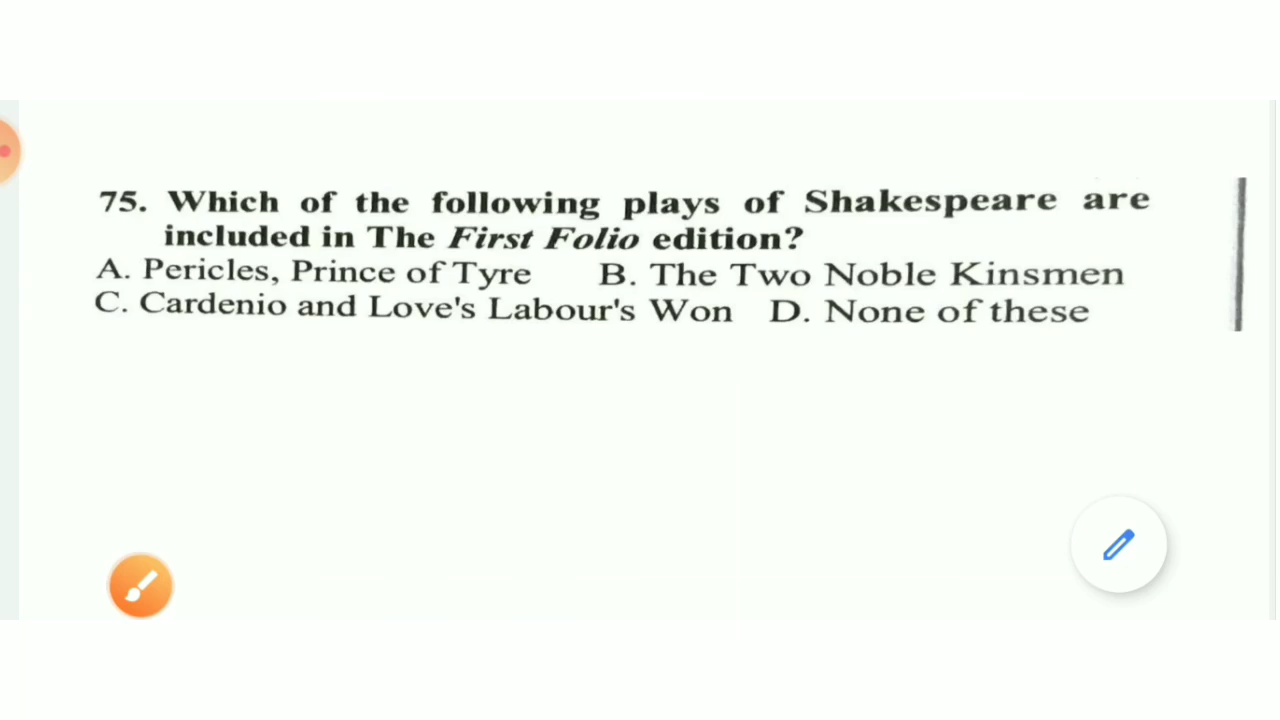 75. Which of the following plays of Shakespeare are
included in The First Folio edition?
A. Pericles, Prince of Tyre B. The Two Noble Kinsmen
C. Cardenio and Love's Labour's Won D. None of these